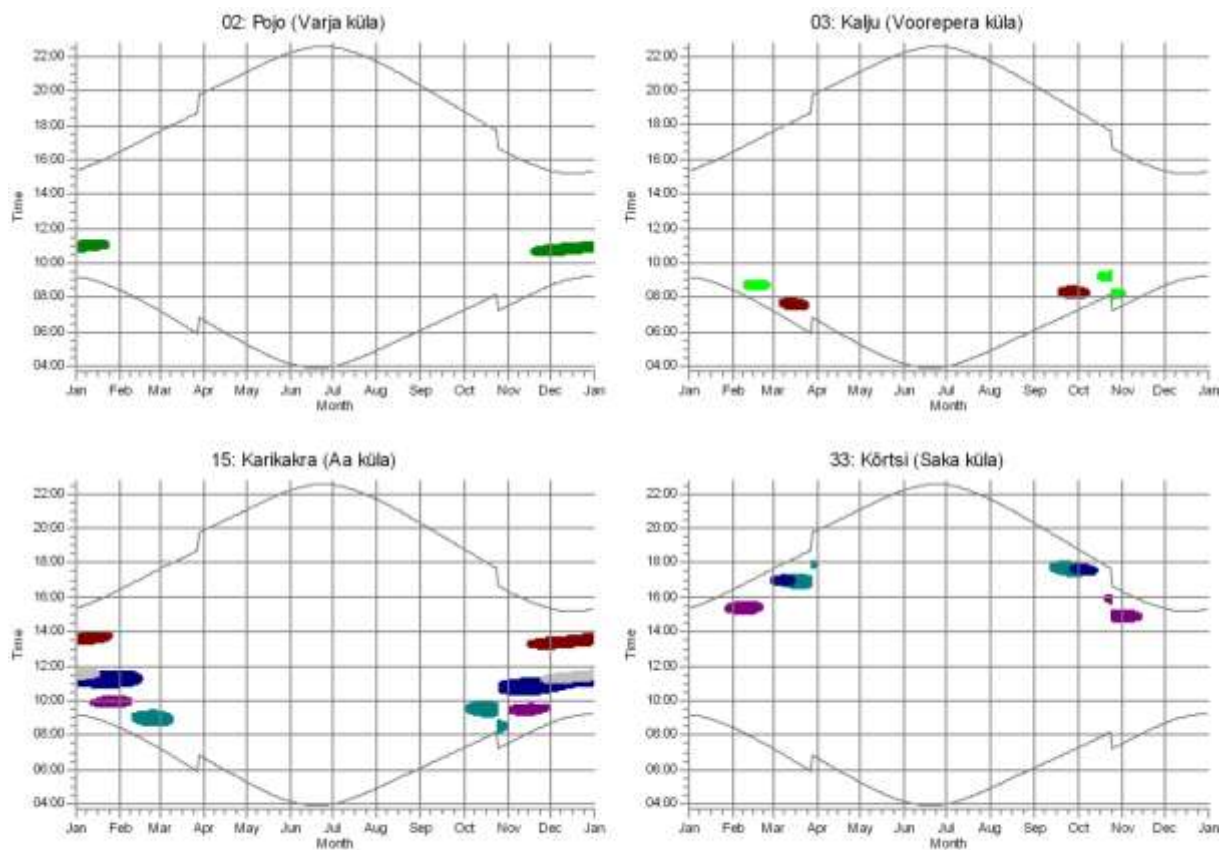 02: Pojo (Varja küla)
22:00
20:00
18:00
16:00
14:00
12:00
10:00
08:00
06:00
04:00
Time
Jan Feb Mar Apr May Jun Jul Aug Sep Oct Nov Dec Jan
Month
03: Kalju (Voorepera küla)
22:00
20:00
18:00
16:00
14:00
12:00
10:00
08:00
06:00
04:00
Time
Jan Feb Mar Apr May Jun Jul Aug Sep Oct Nov Dec Jan
Month
15: Karikakra (Aa küla)
22:00
20:00
18:00
16:00
14:00
12:00
10:00
08:00
06:00
04:00
Time
Jan Feb Mar Apr May Jun Jul Aug Sep Oct Nov Dec Jan
Month
33: Kõrtsi (Saka küla)
22:00
20:00
18:00
16:00
14:00
12:00
10:00
08:00
06:00
04:00
Time
Jan Feb Mar Apr May Jun Jul Aug Sep Oct Nov Dec Jan
Month